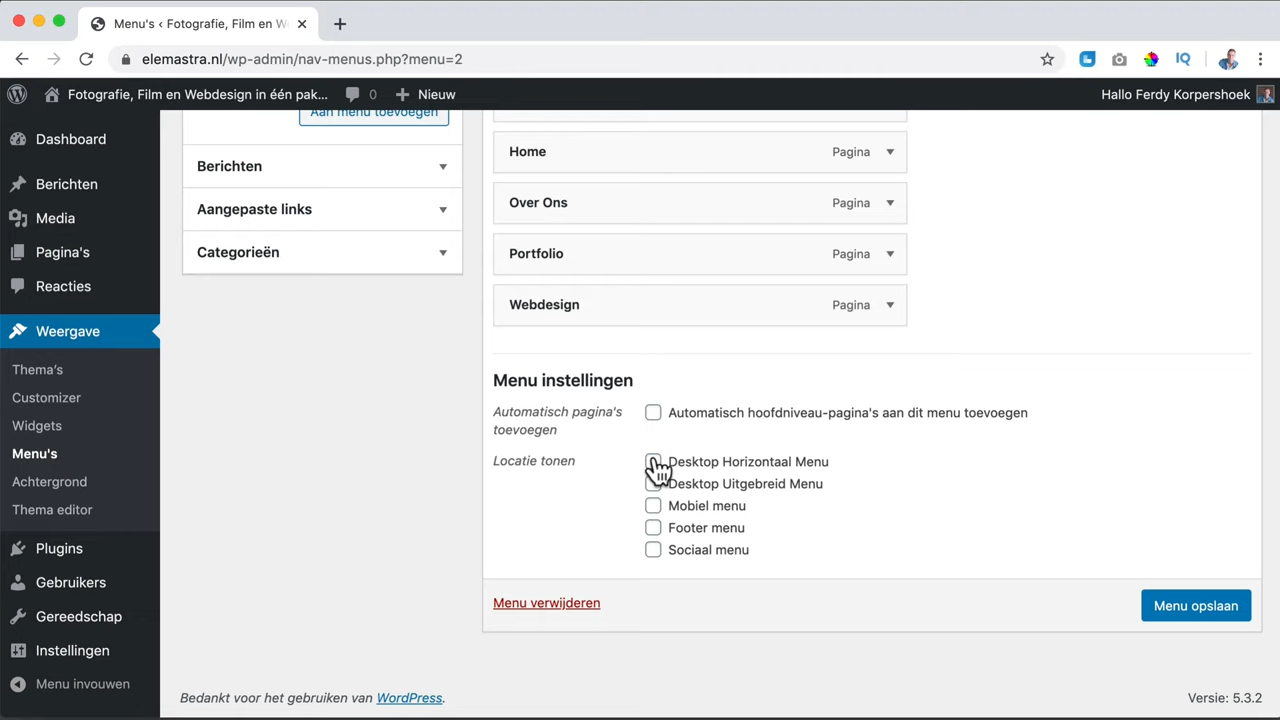 Menu's ‹ Fotografie, Film en W
elemastra.nl/wp-admin/nav-menus.php?menu=2
IQ
Fotografie, Film en Webdesign in één pak...
0
Nieuw
Hallo Ferdy Korpershoek
Dashboard
Berichten
Media
Pagina's
Reacties
Weergave
Thema's
Customizer
Widgets
Menu's
Achtergrond
Thema editor
Plugins
Gebruikers
Gereedschap
Instellingen
Menu invouwen
Aan menu toevoegen
Berichten
Aangepaste links
Categorieën
Home Pagina
Over Ons Pagina
Portfolio Pagina
Webdesign Pagina
Menu instellingen
Automatisch pagina's
toevoegen
Automatisch hoofdniveau-pagina's aan dit menu toevoegen
Locatie tonen
Desktop Horizontaal Menu
Desktop Uitgebreid Menu
Mobiel menu
Footer menu
Sociaal menu
Menu verwijderen
Menu opslaan
Bedankt voor het gebruiken van WordPress.
Versie: 5.3.2